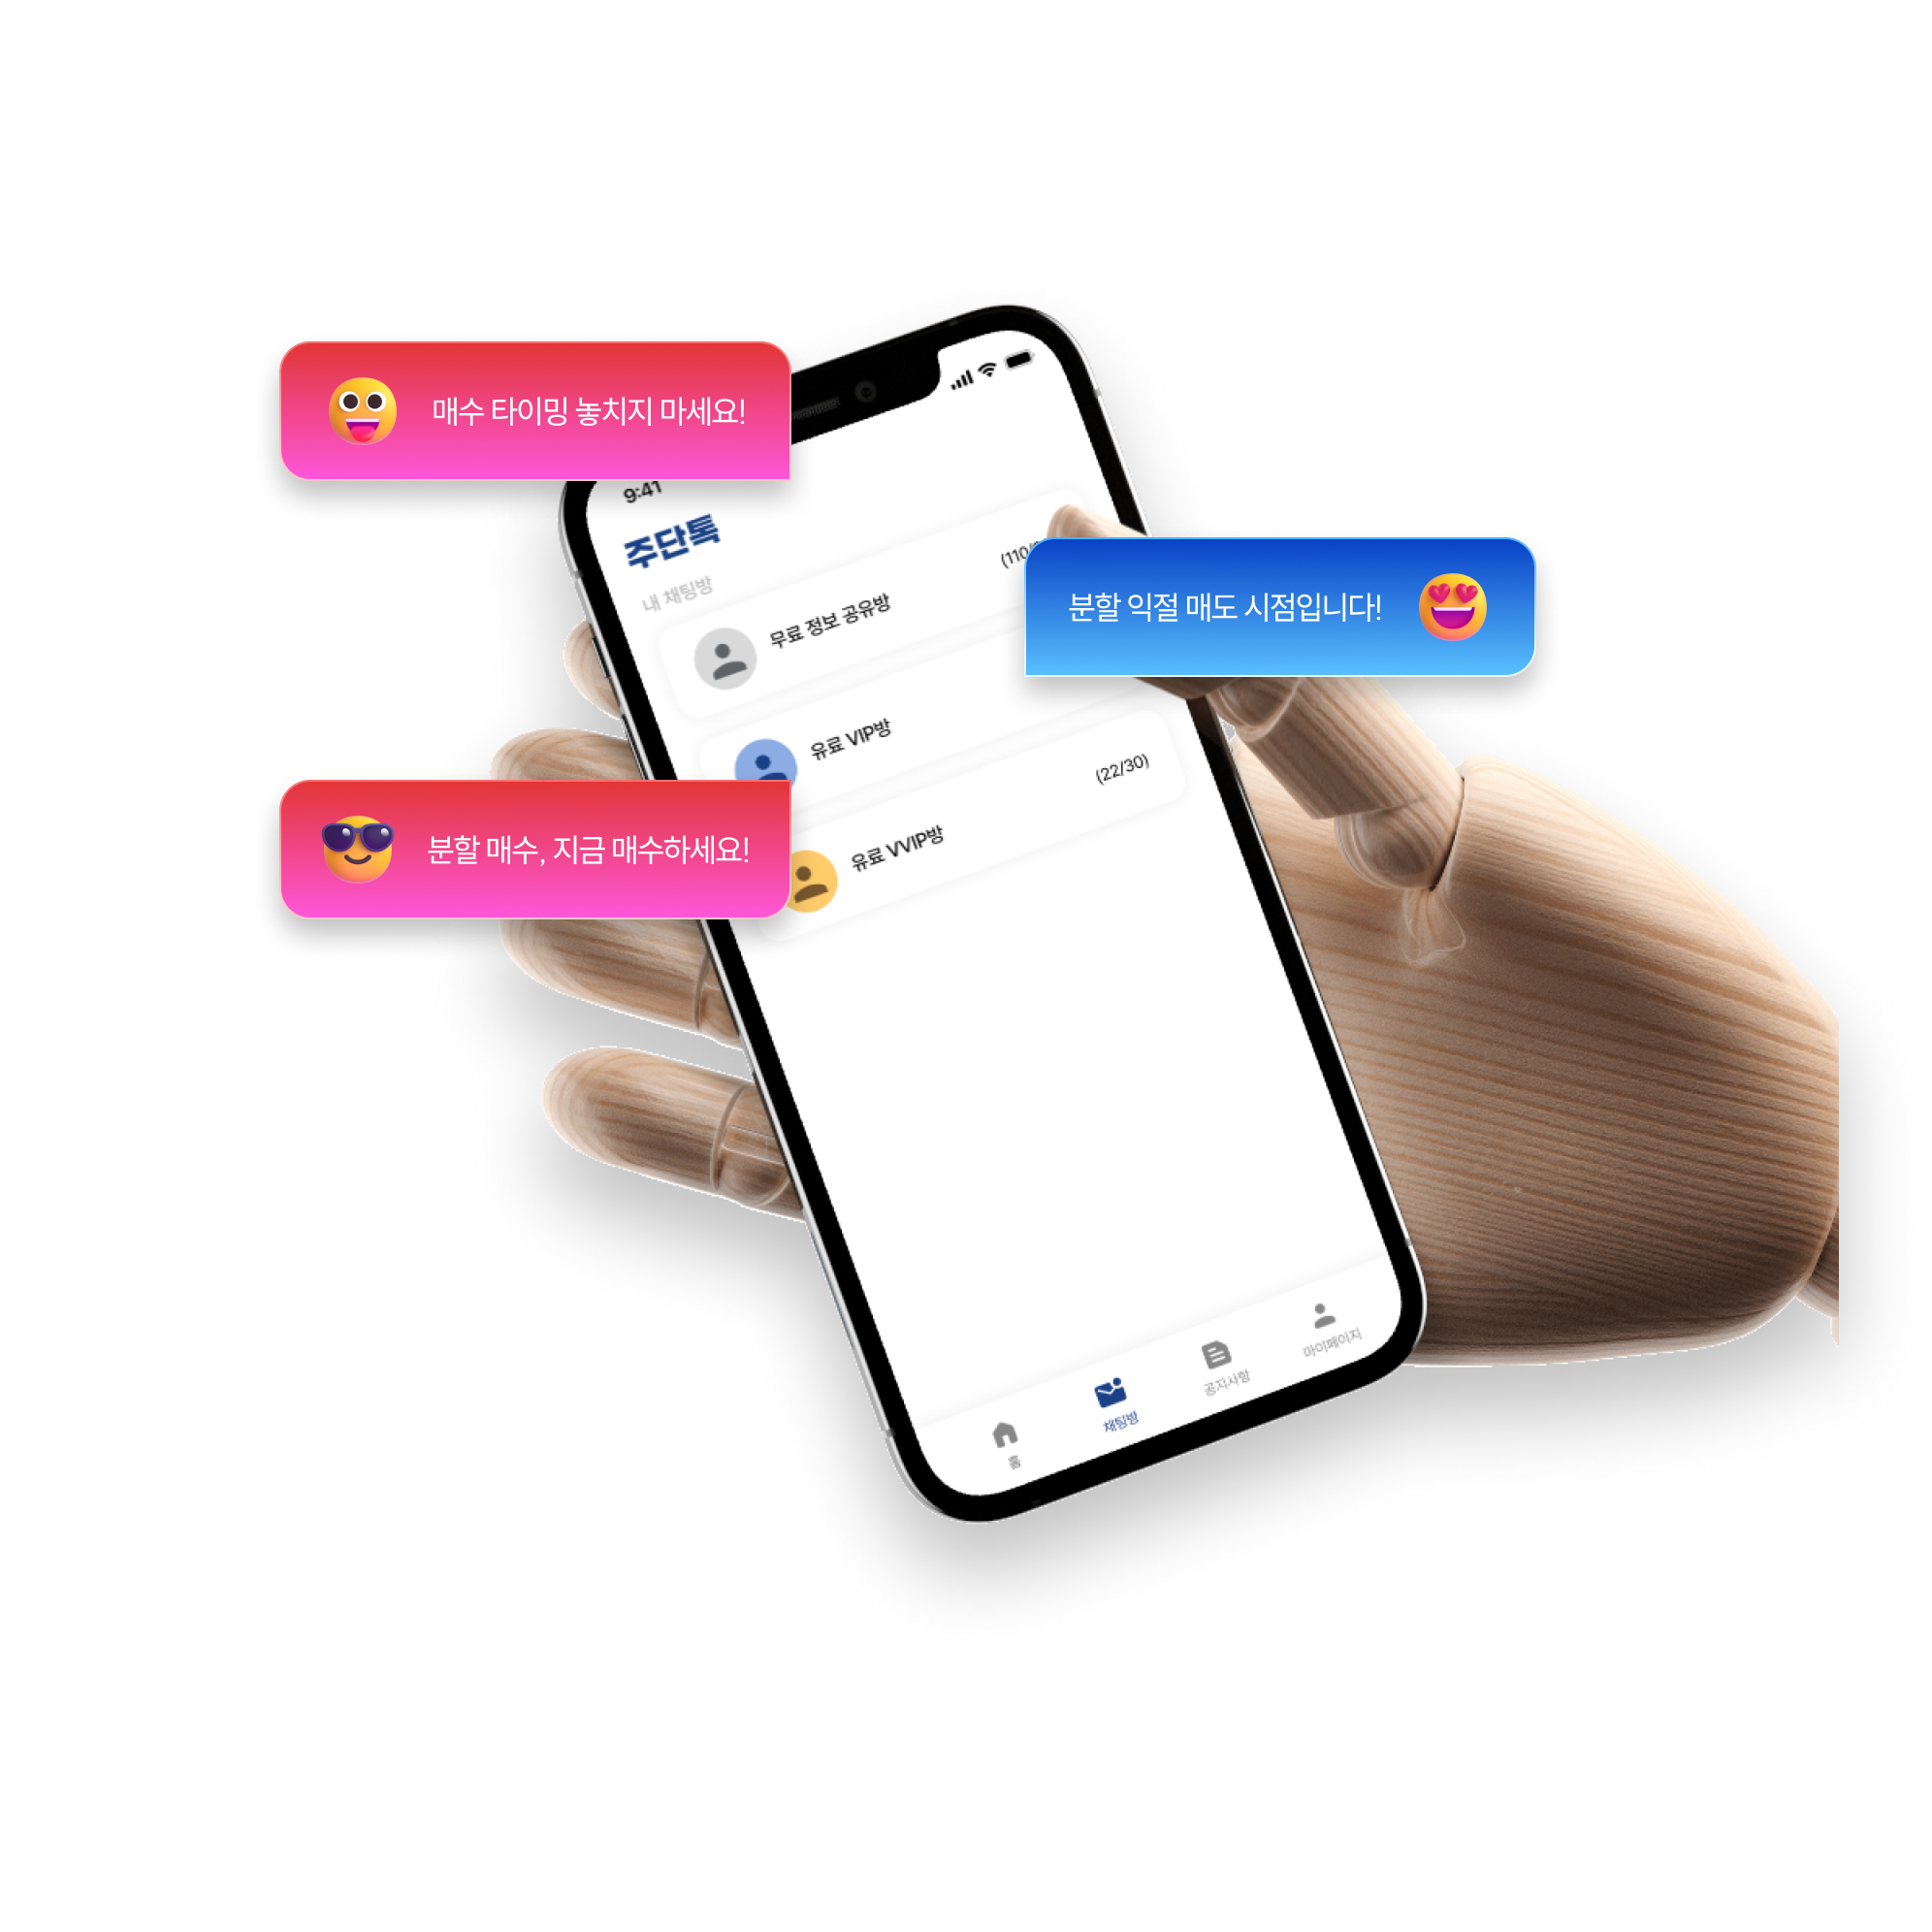 매수 타이밍 놓치지 마세요!
9:41
주단톡
내 채팅방
무료 정보 공유방
(110/
분할 익절 매도 시점입니다!
유료 VIP방
분할 매수, 지금 매수하세요!
유료 VVIP방
(22/30)
홈
채팅방
공지사항
마이페이지